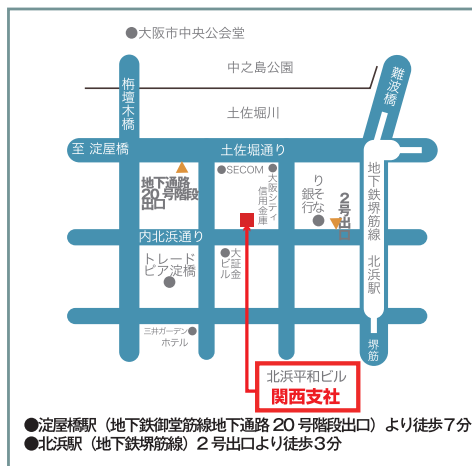 ●大阪市中央公会堂
中之島公園
難波橋
栴壇木橋
土佐堀川
至 淀屋橋
土佐堀通り
地下通路
20号階段
出口
●SECOM
大阪シティ
信用金庫
りそな
銀行
2号出口
地下鉄堺筋線 北浜駅
内北浜通り
トレード
ピア淀橋
大証金
ビル
三井ガーデン
ホテル
堺筋
北浜平和ビル
関西支社
●淀屋橋駅（地下鉄御堂筋線地下通路 20 号階段出口）より徒歩7分
●北浜駅（地下鉄堺筋線）2 号出口より徒歩3分